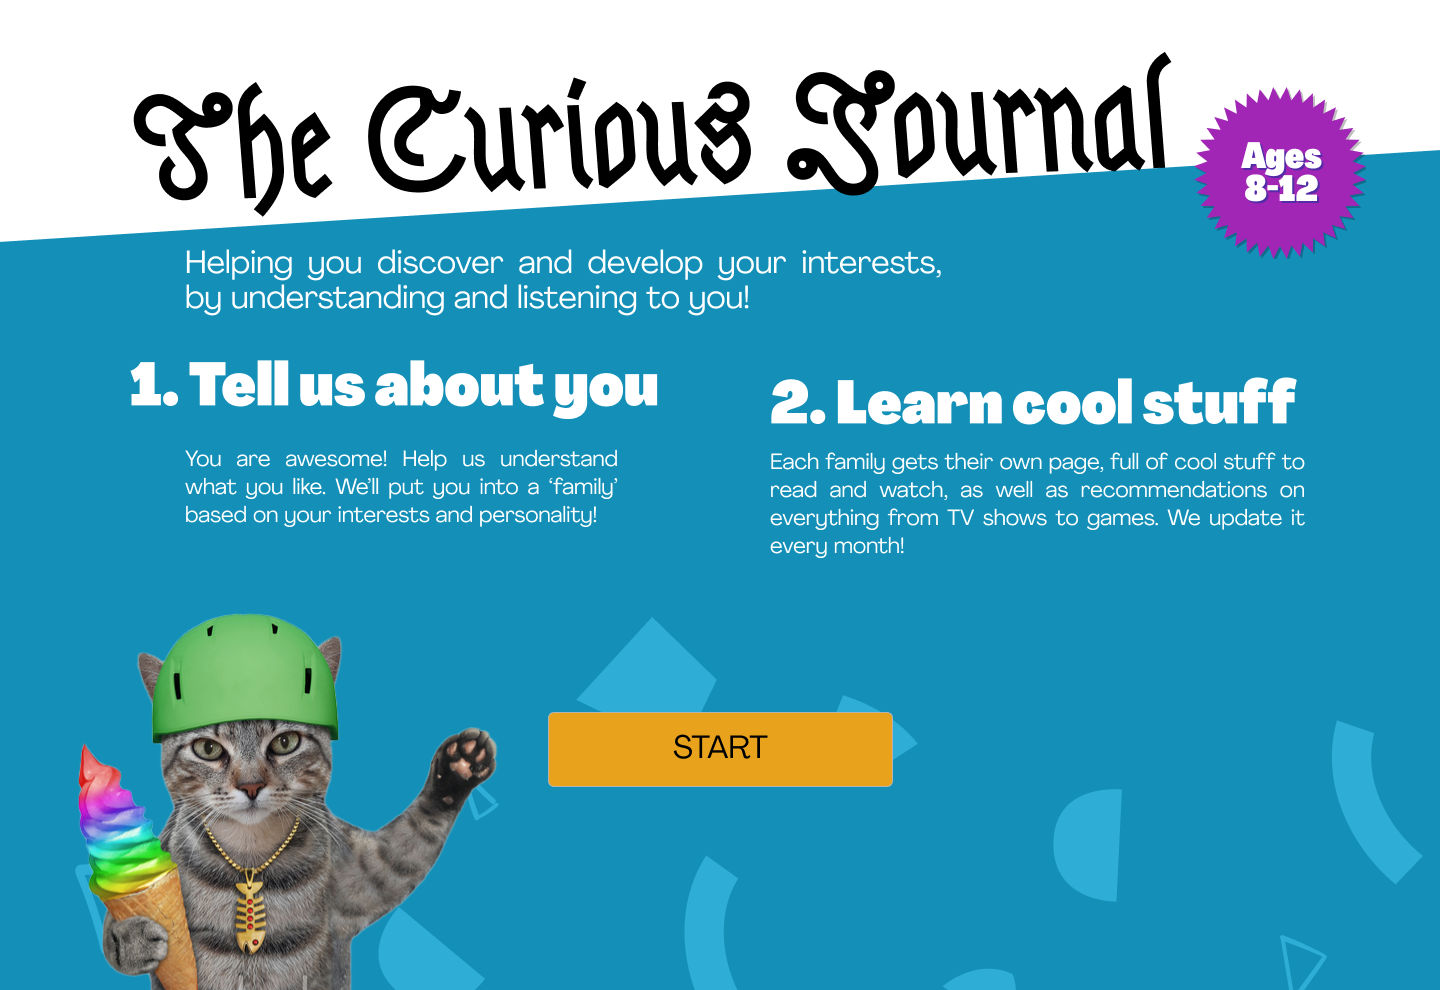 The Curious Journal
Ages
8-12
Helping you discover and develop your interests,
by understanding and listening to you!
1. Tell us about you
You are awesome! Help us understand
what you like. We’ll put you into a ‘family’
based on your interests and personality!
2. Learn cool stuff
Each family gets their own page, full of cool stuff to
read and watch, as well as recommendations on
everything from TV shows to games. We update it
every month!
START